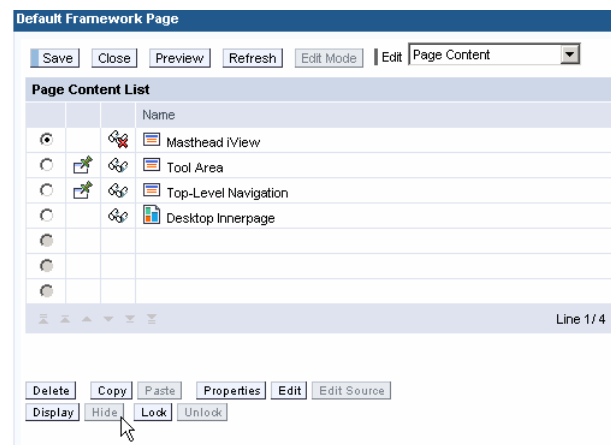 Default Framework Page
Save Close Preview Refresh Edit Mode Edit Page Content
Page Content List
Name
Masthead iView
Tool Area
Top-Level Navigation
Desktop Innerpage
Line 1/4
Delete Copy Paste Properties Edit Edit Source
Display Hide Lock Unlock